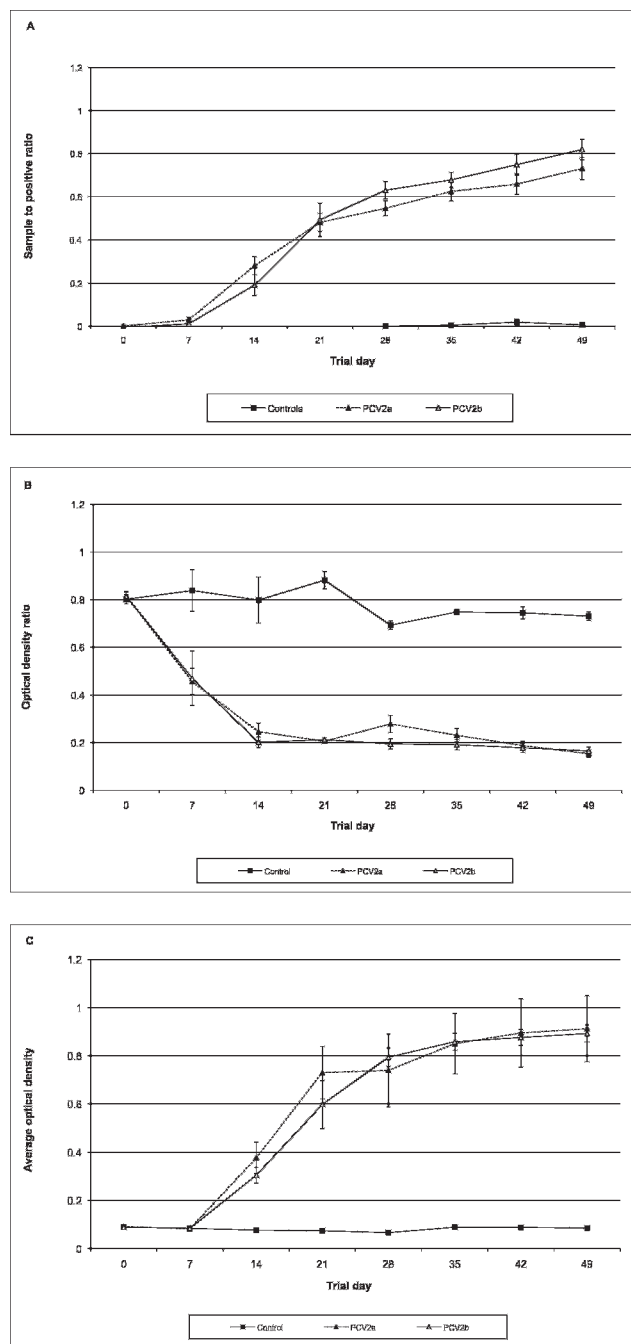 A
1.2
1
0.8
0.6
0.4
0.2
0
Sample to positive ratio
0 7 14 21 28 35 42 49
Trial day
Controls PCV2a PCV2b
B
1.2
1
0.8
0.6
0.4
0.2
0
Optical density ratio
0 7 14 21 28 35 42 49
Trial day
Control PCV2a PCV2b
C
1.2
1
0.8
0.6
0.4
0.2
0
Average optical density
0 7 14 21 28 35 42 49
Trial day
Control PCV2a PCV2b